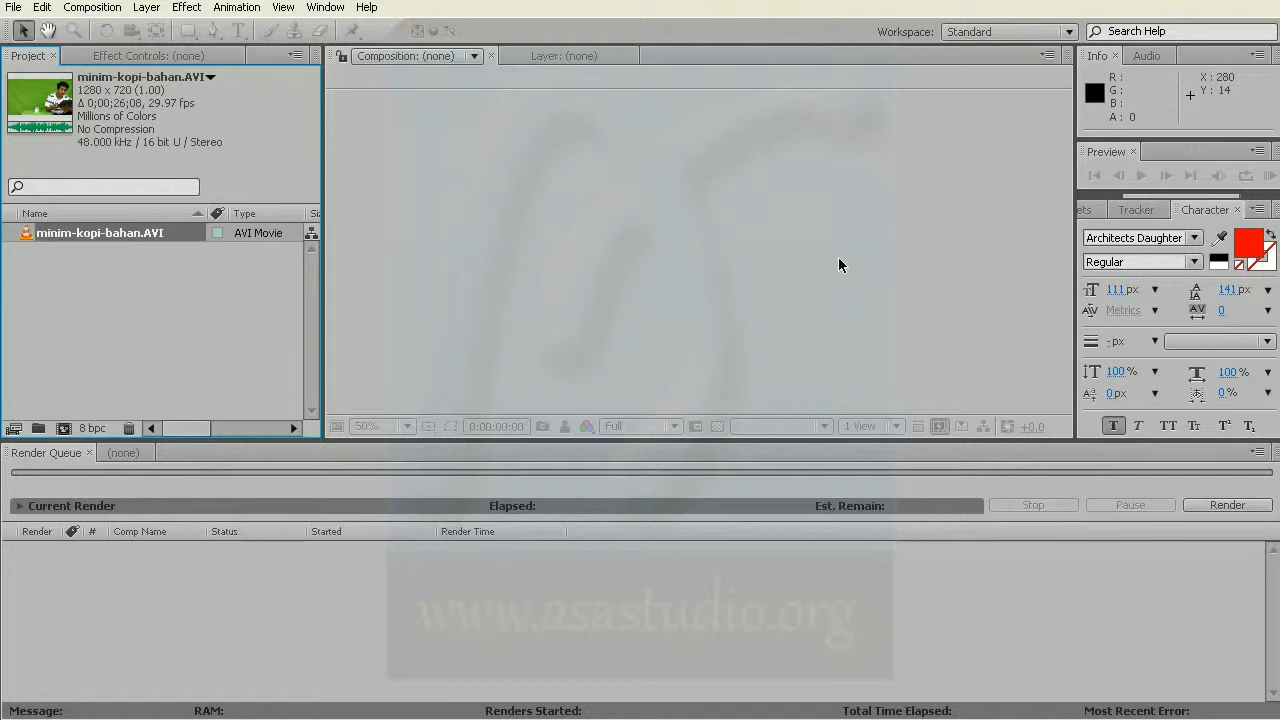 File Edit Composition Layer Effect Animation View Window Help
Workspace: Standard Search Help
Project Effect Controls: (none) Composition: (none) Layer: (none) Info Audio
minim-kopi-bahan.AVI
1280 x 720 (1.00)
Δ 0;00;26;08, 29.97 fps
Millions of Colors
No Compression
48.000 kHz / 16 bit U / Stereo
R : X : 280
G : Y : 14
B :
A : 0
Preview
ets Tracker Character
Name Type Si
minim-kopi-bahan.AVI AVI Movie
Architects Daughter
Regular
111 px 141 px
Metrics 0
- px
100 % 100 %
0 px 0 %
T T TT Tr T¹ T₁
8 bpc 50% 0;00;00;00 Full 1 View +0,0
Render Queue (none)
Current Render Elapsed: Est. Remain: Stop Pause Render
Render # Comp Name Status Started Render Time
www.asastudio.org
Message: RAM: Renders Started: Total Time Elapsed: Most Recent Error: